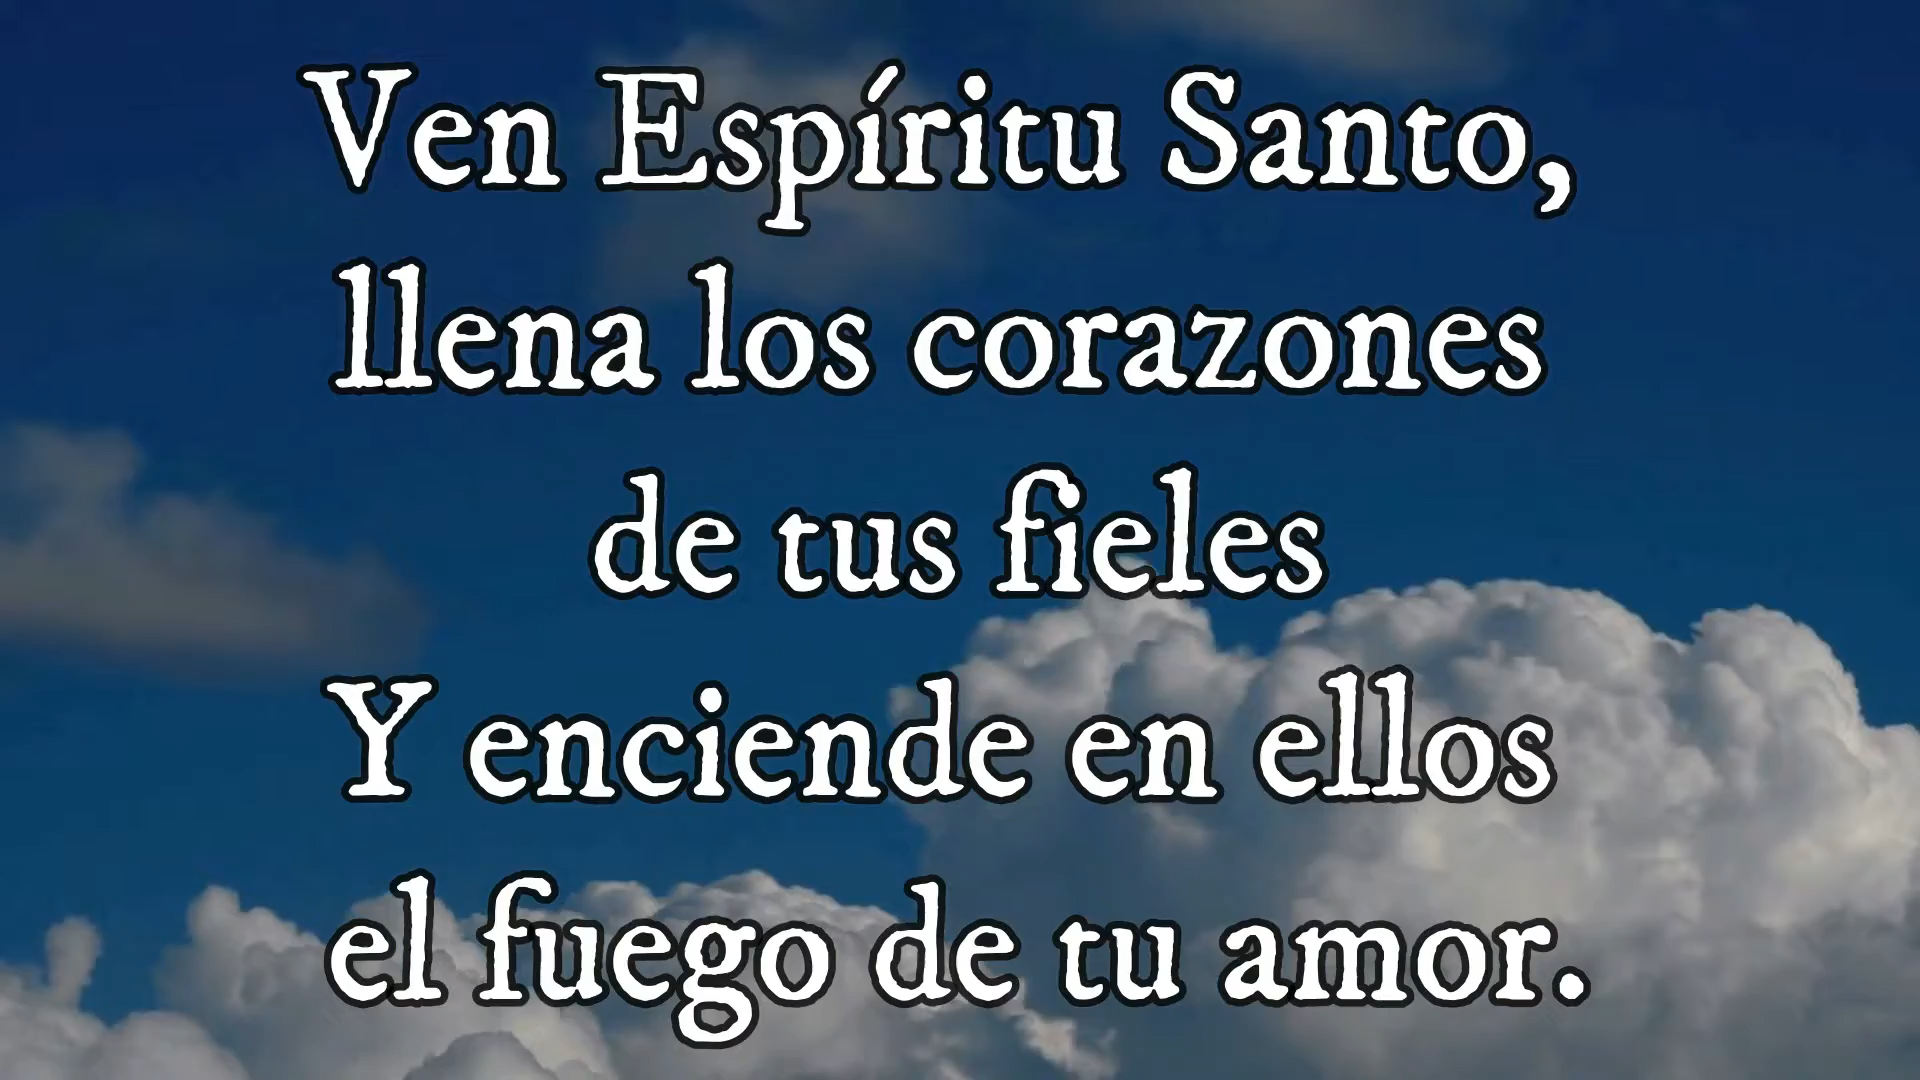 Ven Espíritu Santo,
llena los corazones
de tus fieles
Y enciende en ellos
el fuego de tu amor.